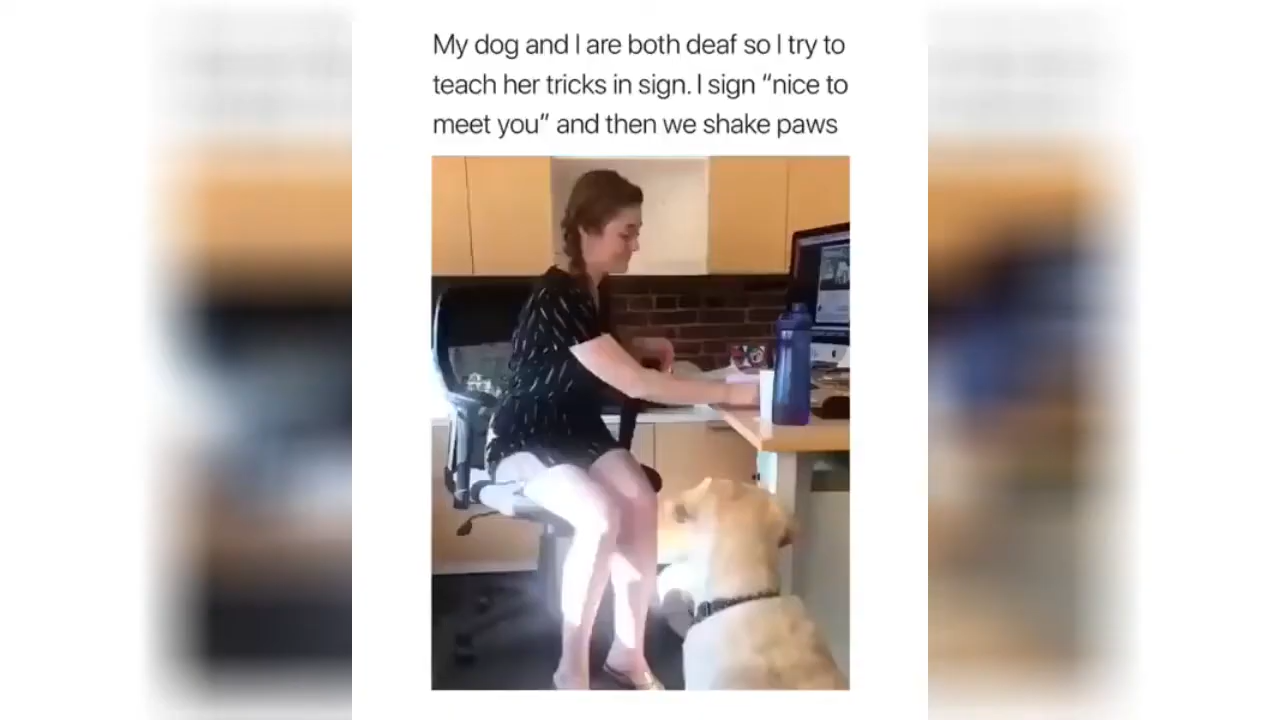 My dog and I are both deaf so I try to
teach her tricks in sign. I sign “nice to
meet you” and then we shake paws